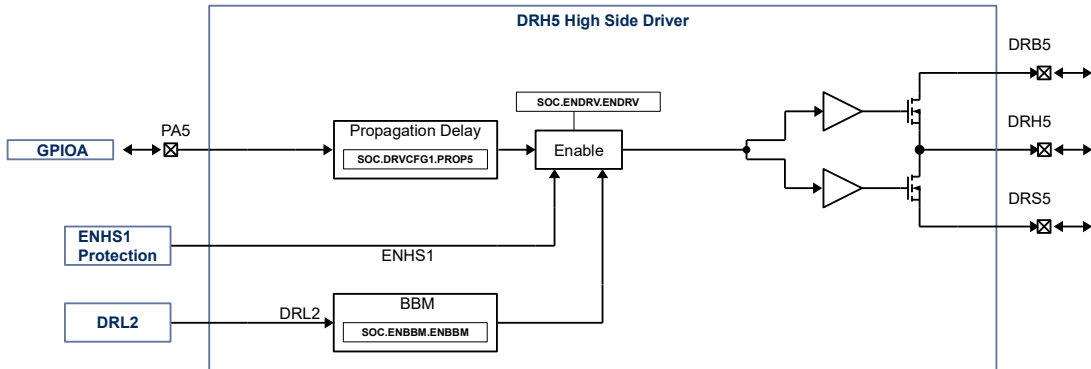 DRH5 High Side Driver
DRB5
SOC.ENDRV.ENDRV
PA5
Propagation Delay
GPIOA
SOC.DRVCFG1.PROP5
Enable
DRH5
DRS5
ENHS1
Protection
ENHS1
BBM
DRL2
DRL2
SOC.ENBBM.ENBBM